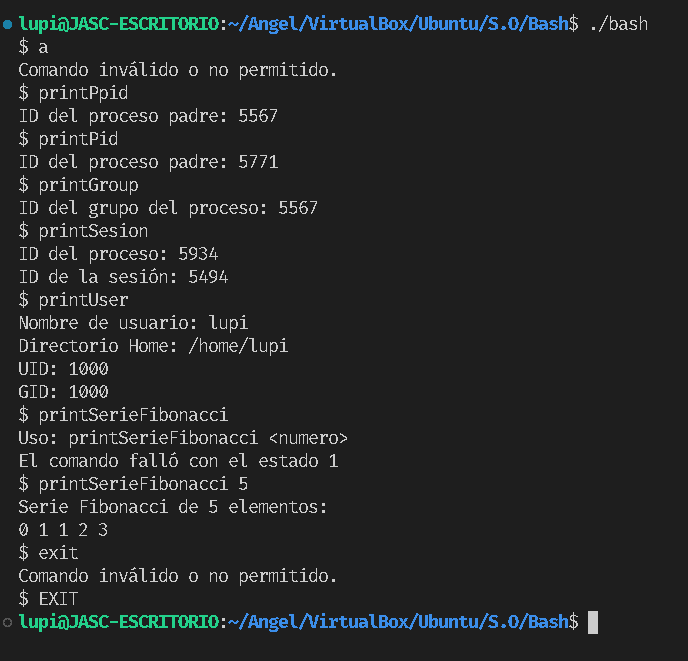 lupi@JASC-ESCRITORIO:~/Angel/VirtualBox/Ubuntu/S.O/Bash$ ./bash
$ a
Comando inválido o no permitido.
$ printPpid
ID del proceso padre: 5567
$ printPid
ID del proceso padre: 5771
$ printGroup
ID del grupo del proceso: 5567
$ printSesion
ID del proceso: 5934
ID de la sesión: 5494
$ printUser
Nombre de usuario: lupi
Directorio Home: /home/lupi
UID: 1000
GID: 1000
$ printSerieFibonacci
Uso: printSerieFibonacci <numero>
El comando falló con el estado 1
$ printSerieFibonacci 5
Serie Fibonacci de 5 elementos:
0 1 1 2 3
$ exit
Comando inválido o no permitido.
$ EXIT
lupi@JASC-ESCRITORIO:~/Angel/VirtualBox/Ubuntu/S.O/Bash$